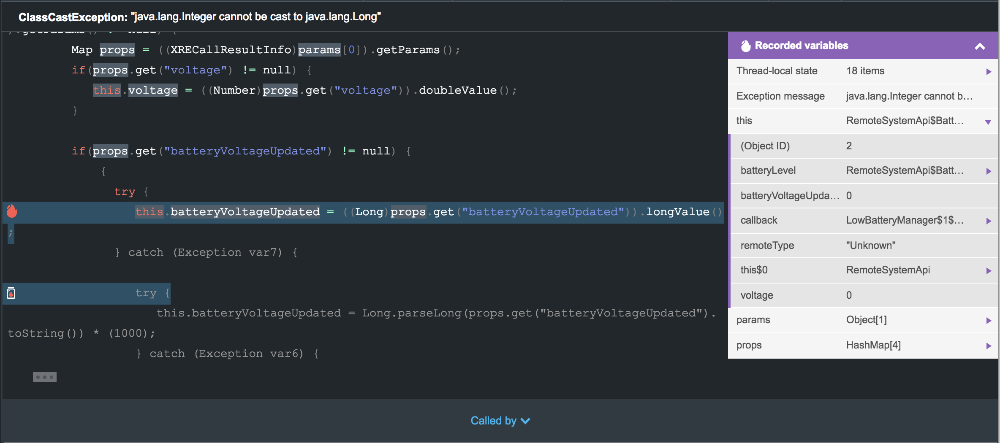 ClassCastException: "java.lang.Integer cannot be cast to java.lang.Long"
Map props = ((XRECallResultInfo)params[0]).getParams();
if(props.get("voltage") != null) {
this.voltage = ((Number)props.get("voltage")).doubleValue();
}
if(props.get("batteryVoltageUpdated") != null) {
{
try {
this.batteryVoltageUpdated = ((Long)props.get("batteryVoltageUpdated")).longValue()
;
} catch (Exception var7) {
try {
this.batteryVoltageUpdated = Long.parseLong(props.get("batteryVoltageUpdated").
toString()) * (1000);
} catch (Exception var6) {
Recorded variables
Thread-local state 18 items
Exception message java.lang.Integer cannot b...
this RemoteSystemApi$Batt...
(Object ID) 2
batteryLevel RemoteSystemApi$Batt...
batteryVoltageUpda... 0
callback LowBatteryManager$1$...
remoteType "Unknown"
this$0 RemoteSystemApi
voltage 0
params Object[1]
props HashMap[4]
Called by